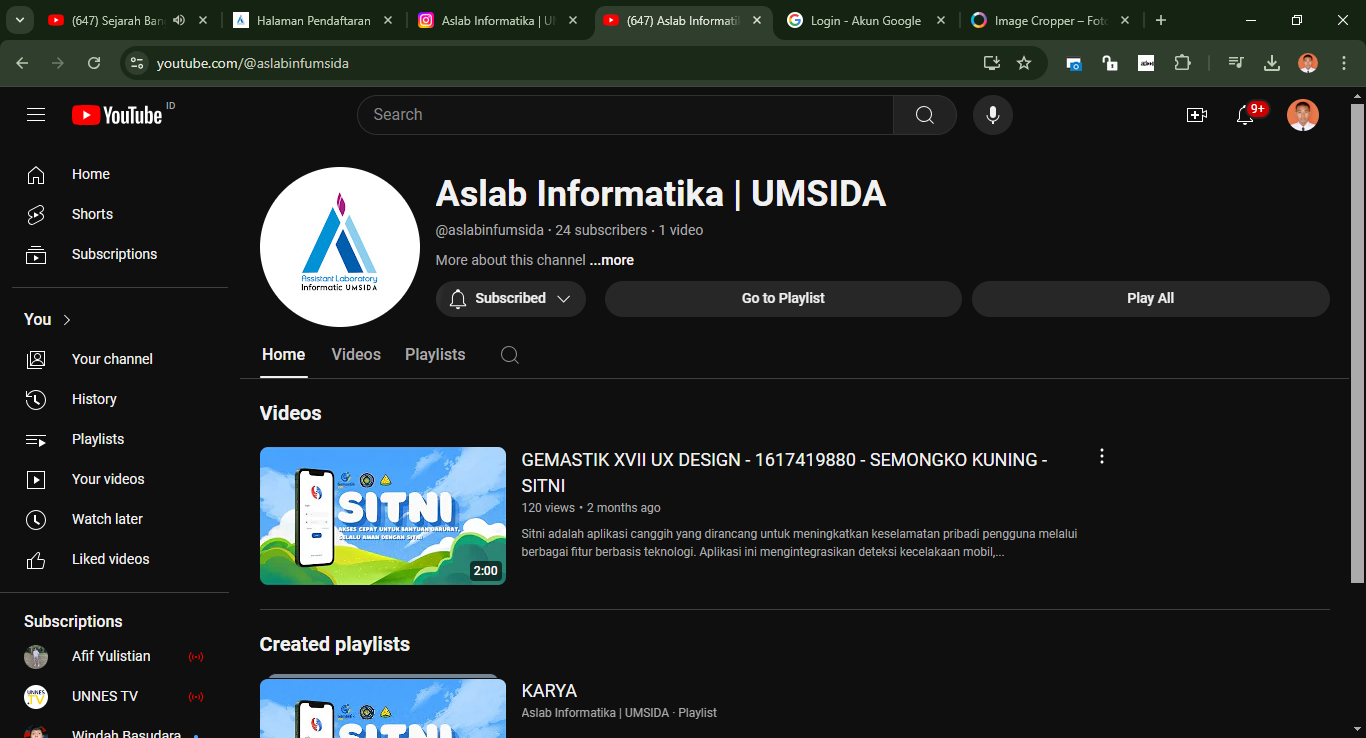 (647) Sejarah Ban
Halaman Pendaftaran
Aslab Informatika | U
(647) Aslab Informati
Login - Akun Google
Image Cropper – Fot
youtube.com/@aslabinfumsida
YouTube ID
Search
9+
Home
Shorts
Subscriptions
You
Your channel
History
Playlists
Your videos
Watch later
Liked videos
Subscriptions
Afif Yulistian
UNNES TV
Windah Basudara
Assistant Laboratory
Informatic UMSIDA
Aslab Informatika | UMSIDA
@aslabinfumsida · 24 subscribers · 1 video
More about this channel ...more
Subscribed
Go to Playlist
Play All
Home
Videos
Playlists
Videos
SITNI
AKSES CEPAT UNTUK BANTUAN DARURAT,
SELALU AMAN DENGAN SITNI
2:00
GEMASTIK XVII UX DESIGN - 1617419880 - SEMONGKO KUNING -
SITNI
120 views • 2 months ago
Sitni adalah aplikasi canggih yang dirancang untuk meningkatkan keselamatan pribadi pengguna melalui
berbagai fitur berbasis teknologi. Aplikasi ini mengintegrasikan deteksi kecelakaan mobil,...
Created playlists
SITNI
KARYA
Aslab Informatika | UMSIDA · Playlist